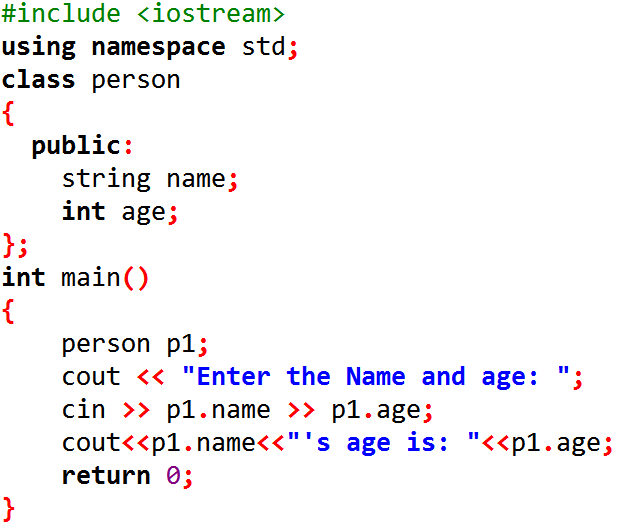 #include <iostream>
using namespace std;
class person
{
  public:
    string name;
    int age;
};
int main()
{
    person p1;
    cout << "Enter the Name and age: ";
    cin >> p1.name >> p1.age;
    cout<<p1.name<<"'s age is: "<<p1.age;
    return 0;
}